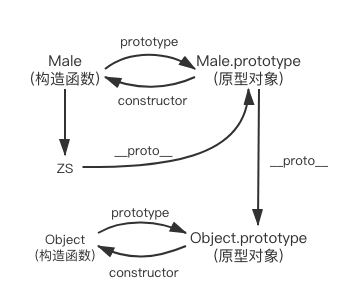 prototype
Male
(构造函数)
Male.prototype
(原型对象)
constructor
ZS
__proto__
__proto__
prototype
Object
(构造函数)
Object.prototype
(原型对象)
constructor